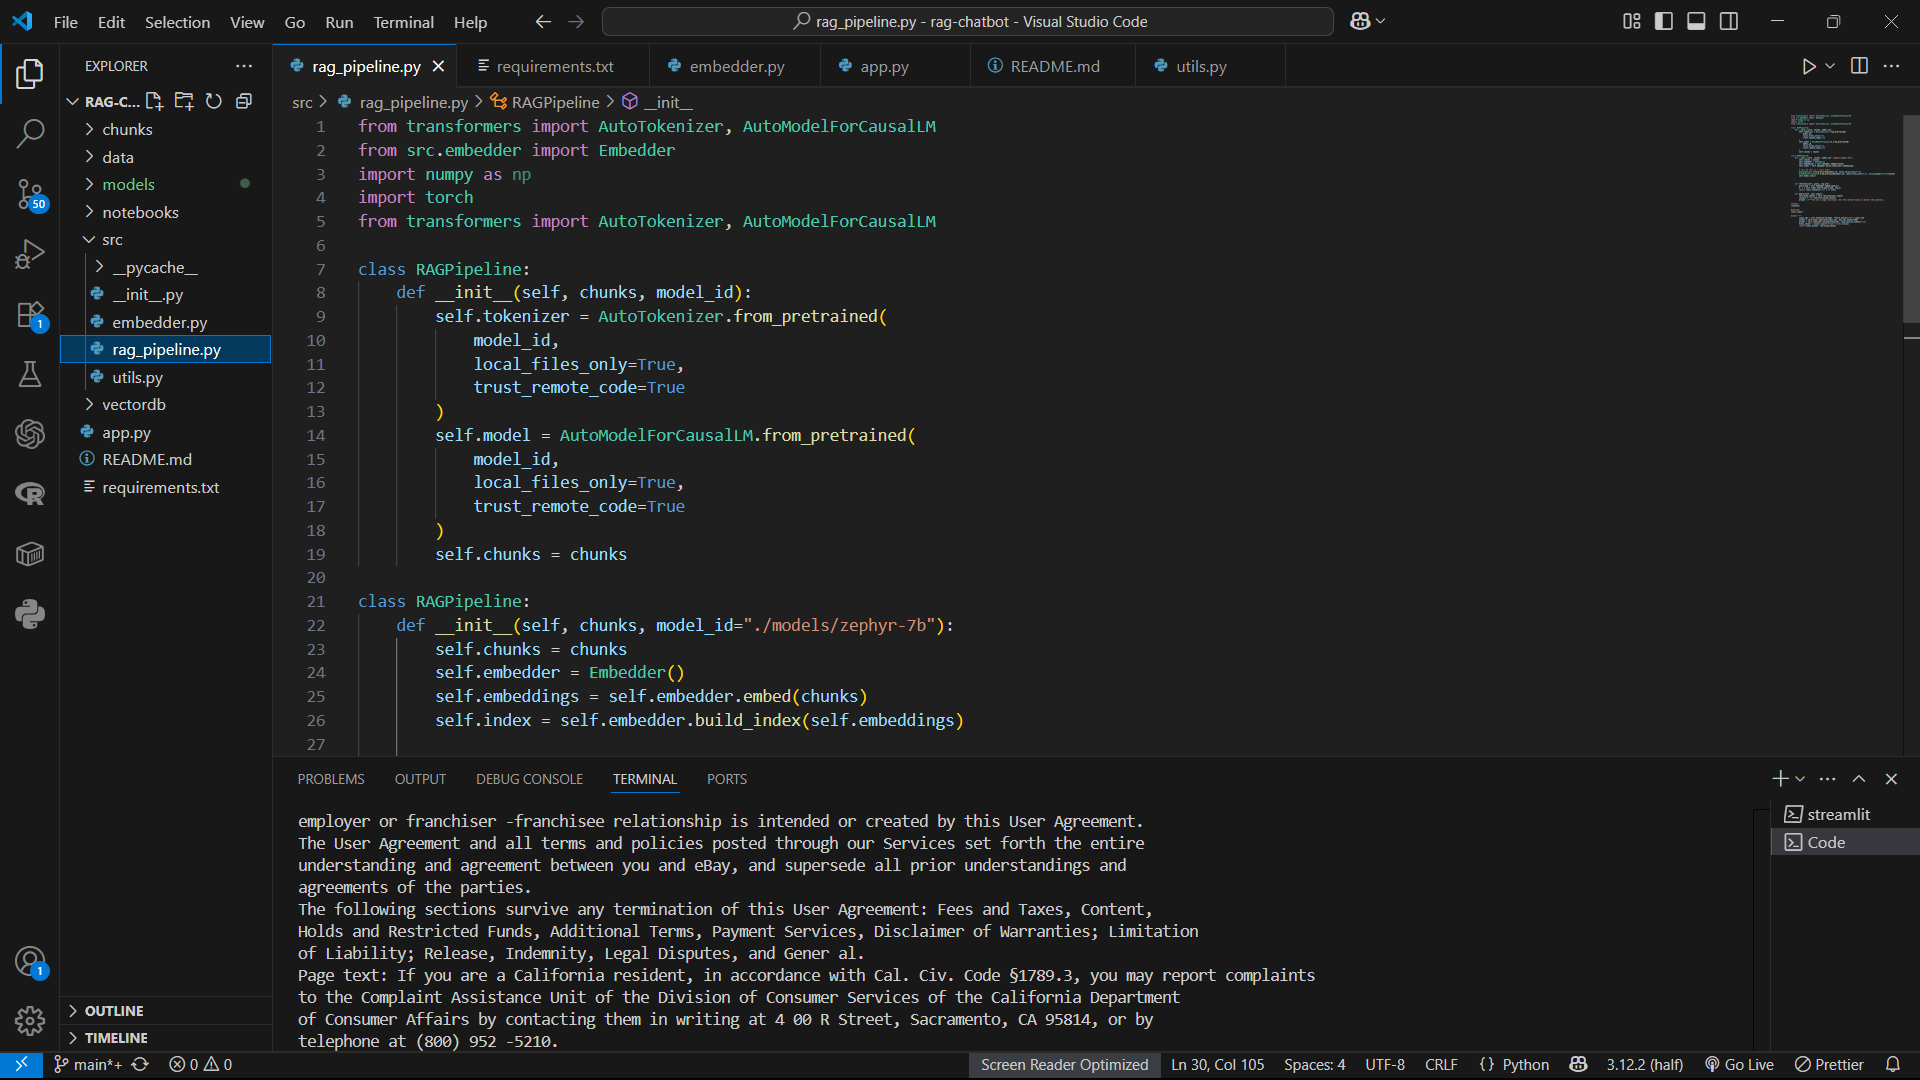 File Edit Selection View Go Run Terminal Help
rag_pipeline.py - rag-chatbot - Visual Studio Code
EXPLORER
RAG-C...
chunks
data
models
notebooks
src
__pycache__
__init__.py
embedder.py
rag_pipeline.py
utils.py
vectordb
app.py
README.md
requirements.txt
OUTLINE
TIMELINE
50
1
1
rag_pipeline.py requirements.txt embedder.py app.py README.md utils.py
src > rag_pipeline.py > RAGPipeline > __init__
1 from transformers import AutoTokenizer, AutoModelForCausalLM
2 from src.embedder import Embedder
3 import numpy as np
4 import torch
5 from transformers import AutoTokenizer, AutoModelForCausalLM
6
7 class RAGPipeline:
8     def __init__(self, chunks, model_id):
9         self.tokenizer = AutoTokenizer.from_pretrained(
10             model_id,
11             local_files_only=True,
12             trust_remote_code=True
13         )
14         self.model = AutoModelForCausalLM.from_pretrained(
15             model_id,
16             local_files_only=True,
17             trust_remote_code=True
18         )
19         self.chunks = chunks
20
21 class RAGPipeline:
22     def __init__(self, chunks, model_id="./models/zephyr-7b"):
23         self.chunks = chunks
24         self.embedder = Embedder()
25         self.embeddings = self.embedder.embed(chunks)
26         self.index = self.embedder.build_index(self.embeddings)
27
PROBLEMS OUTPUT DEBUG CONSOLE TERMINAL PORTS
employer or franchiser -franchisee relationship is intended or created by this User Agreement.
The User Agreement and all terms and policies posted through our Services set forth the entire
understanding and agreement between you and eBay, and supersede all prior understandings and
agreements of the parties.
The following sections survive any termination of this User Agreement: Fees and Taxes, Content,
Holds and Restricted Funds, Additional Terms, Payment Services, Disclaimer of Warranties; Limitation
of Liability; Release, Indemnity, Legal Disputes, and Gener al.
Page text: If you are a California resident, in accordance with Cal. Civ. Code §1789.3, you may report complaints
to the Complaint Assistance Unit of the Division of Consumer Services of the California Department
of Consumer Affairs by contacting them in writing at 4 00 R Street, Sacramento, CA 95814, or by
telephone at (800) 952 -5210.
streamlit
Code
main*+ 0 0 Screen Reader Optimized Ln 30, Col 105 Spaces: 4 UTF-8 CRLF {} Python 3.12.2 (half) Go Live Prettier